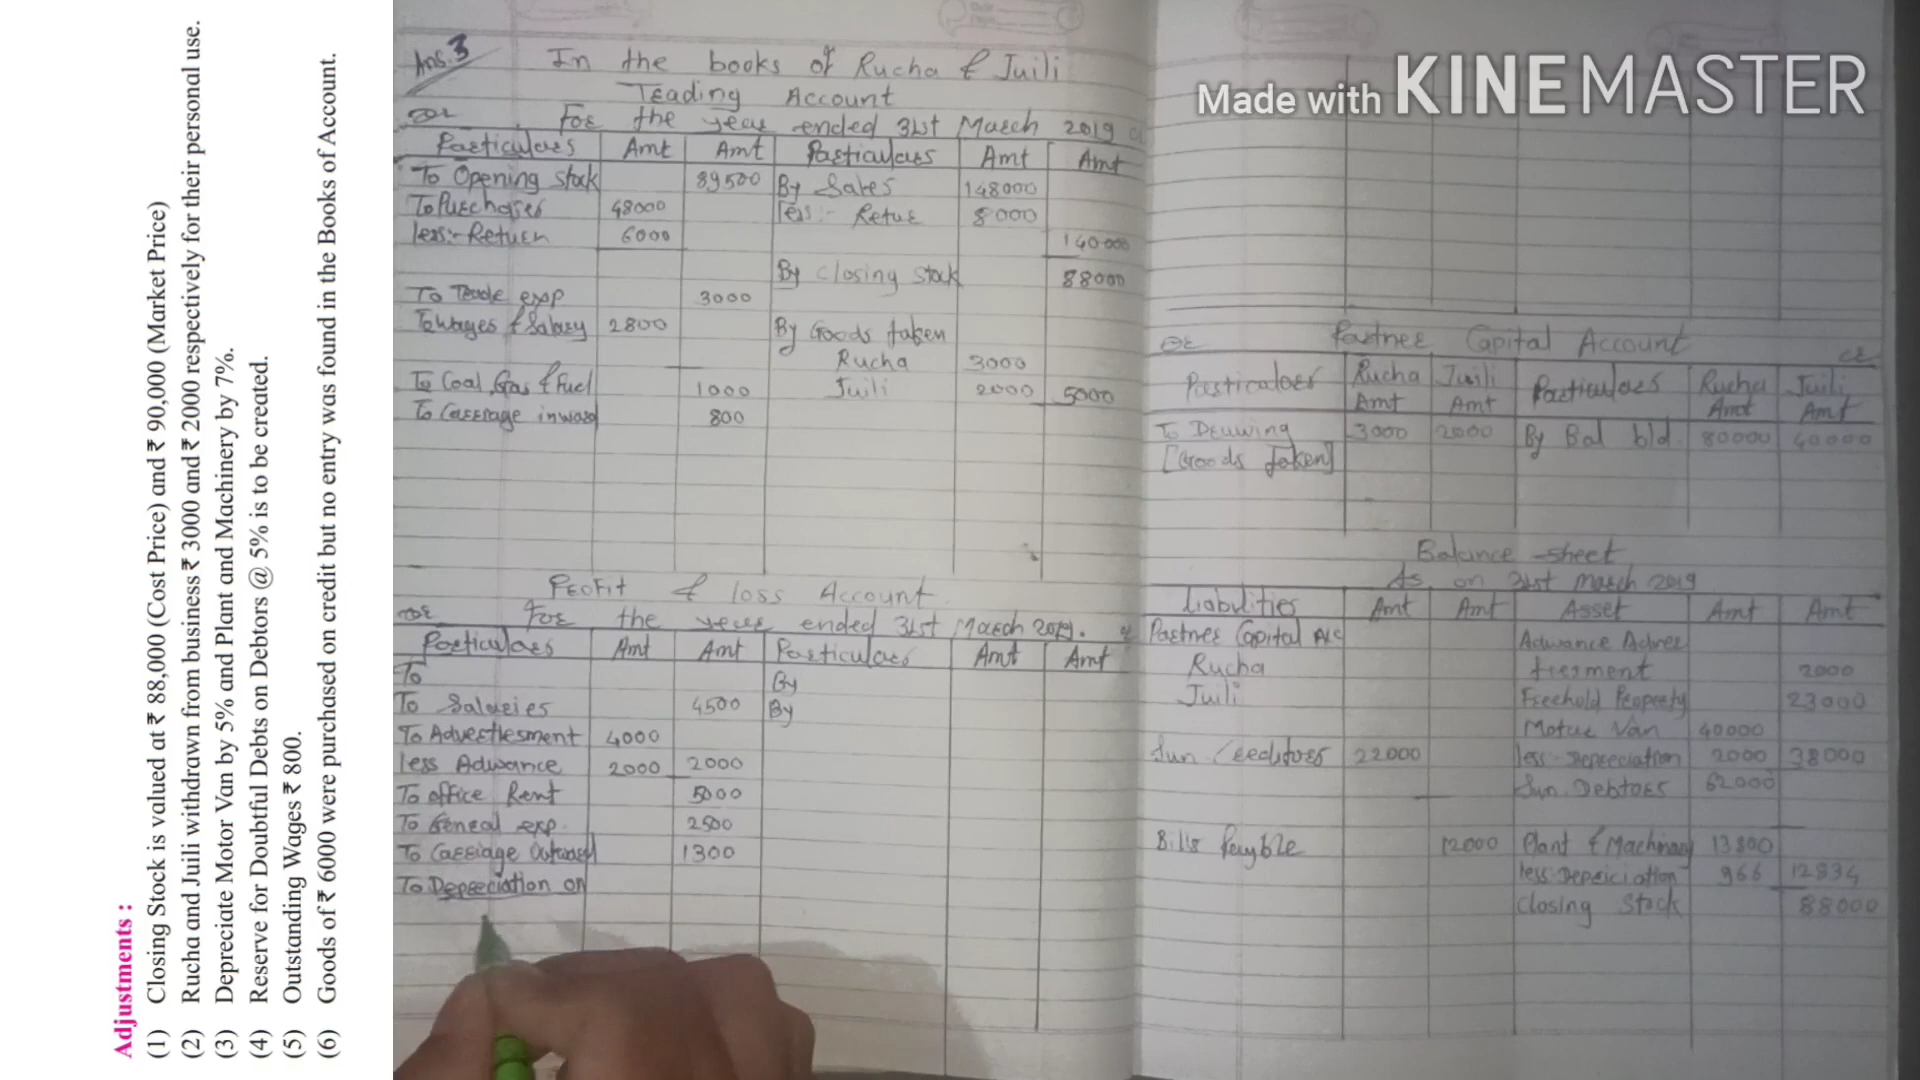 Adjustments :
(1) Closing Stock is valued at ₹ 88,000 (Cost Price) and ₹ 90,000 (Market Price)
(2) Rucha and Juili withdrawn from business ₹ 3000 and ₹ 2000 respectively for their personal use.
(3) Depreciate Motor Van by 5% and Plant and Machinery by 7%.
(4) Reserve for Doubtful Debts on Debtors @ 5% is to be created.
(5) Outstanding Wages ₹ 800.
(6) Goods of ₹ 6000 were purchased on credit but no entry was found in the Books of Account.
Ans. 3
In the books of Rucha & Juili
Trading Account
For the year ended 31st March 2019
Particulars Amt Amt Particulars Amt Amt
To Opening stock 89500 By Sales 148000
To Purchases 48000 less:- Retur 8000
less:- Return 6000 140000
By closing stock 88000
To Trade exp 3000
To wages & Salary 2800 By Goods taken
Rucha 3000
To Coal, Gas & Fuel 1000 Juili 2000 5000
To Carriage inward 800
Profit & loss Account
For the year ended 31st March 2019.
Particulars Amt Amt Particulars Amt Amt
To By
To Salaries 4500 By
To Advertiesment 4000
less Advance 2000 2000
To office Rent 5000
To General exp. 2500
To Carriage Outward 1300
To Depreciation on
Made with KINEMASTER
Partner Capital Account
Particulars Rucha Amt Juili Amt Particulars Rucha Amt Juili Amt
To Drawing 3000 2000 By Bal b/d. 80000 40000
[Goods taken]
Balance -sheet
As on 31st march 2019
Liabilities Amt Amt Asset Amt Amt
Partner Capital A/c Advance Adver
Rucha tiesment 2000
Juili Freehold Property 23000
Motor Van 40000
Sun Creditors 22000 less- Depreciation 2000 38000
Sun. Debtors 62000
Bills Payble 12000 Plant & Machinary 13800
less Depriciation 966 12834
closing Stock 88000